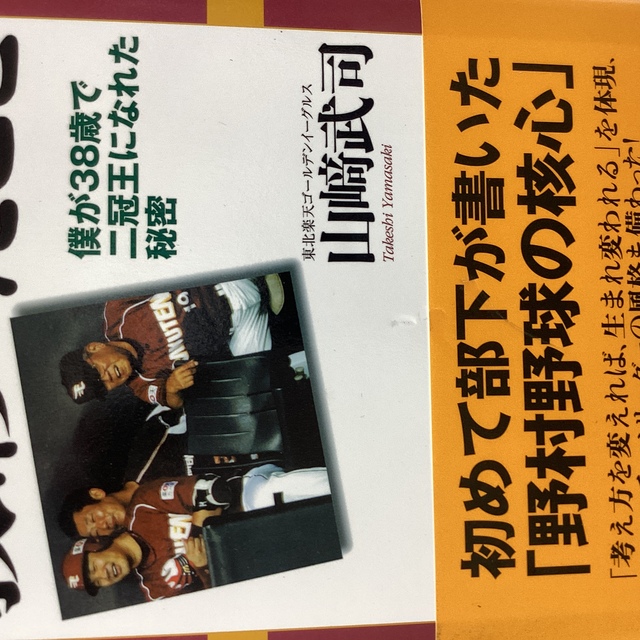 僕が38歳で
二冠王になれた
秘密
東北楽天ゴールデンイーグルス
山﨑武司
Takeshi Yamasaki
初めて部下が書いた
「野村野球の核心」
「考え方を変えれば、生まれ変われる」を体現、